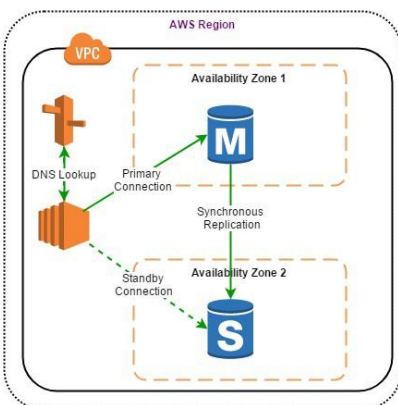 AWS Region
VPC
Availability Zone 1
M
DNS Lookup
Primary
Connection
Synchronous
Replication
Availability Zone 2
Standby
Connection
S